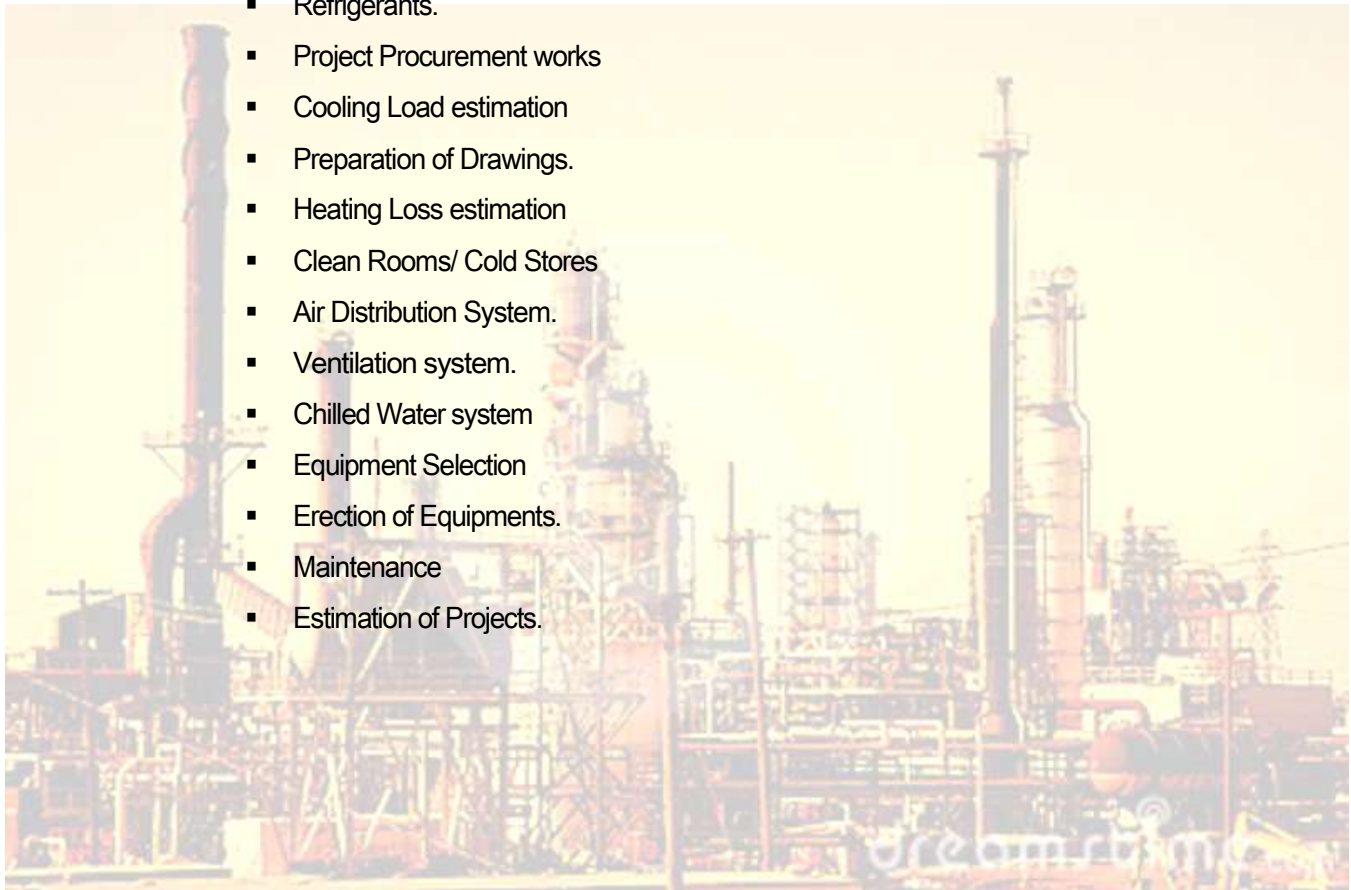 ▪ Refrigerants.
▪ Project Procurement works
▪ Cooling Load estimation
▪ Preparation of Drawings.
▪ Heating Loss estimation
▪ Clean Rooms/ Cold Stores
▪ Air Distribution System.
▪ Ventilation system.
▪ Chilled Water system
▪ Equipment Selection
▪ Erection of Equipments.
▪ Maintenance
▪ Estimation of Projects.
dreamstime.com